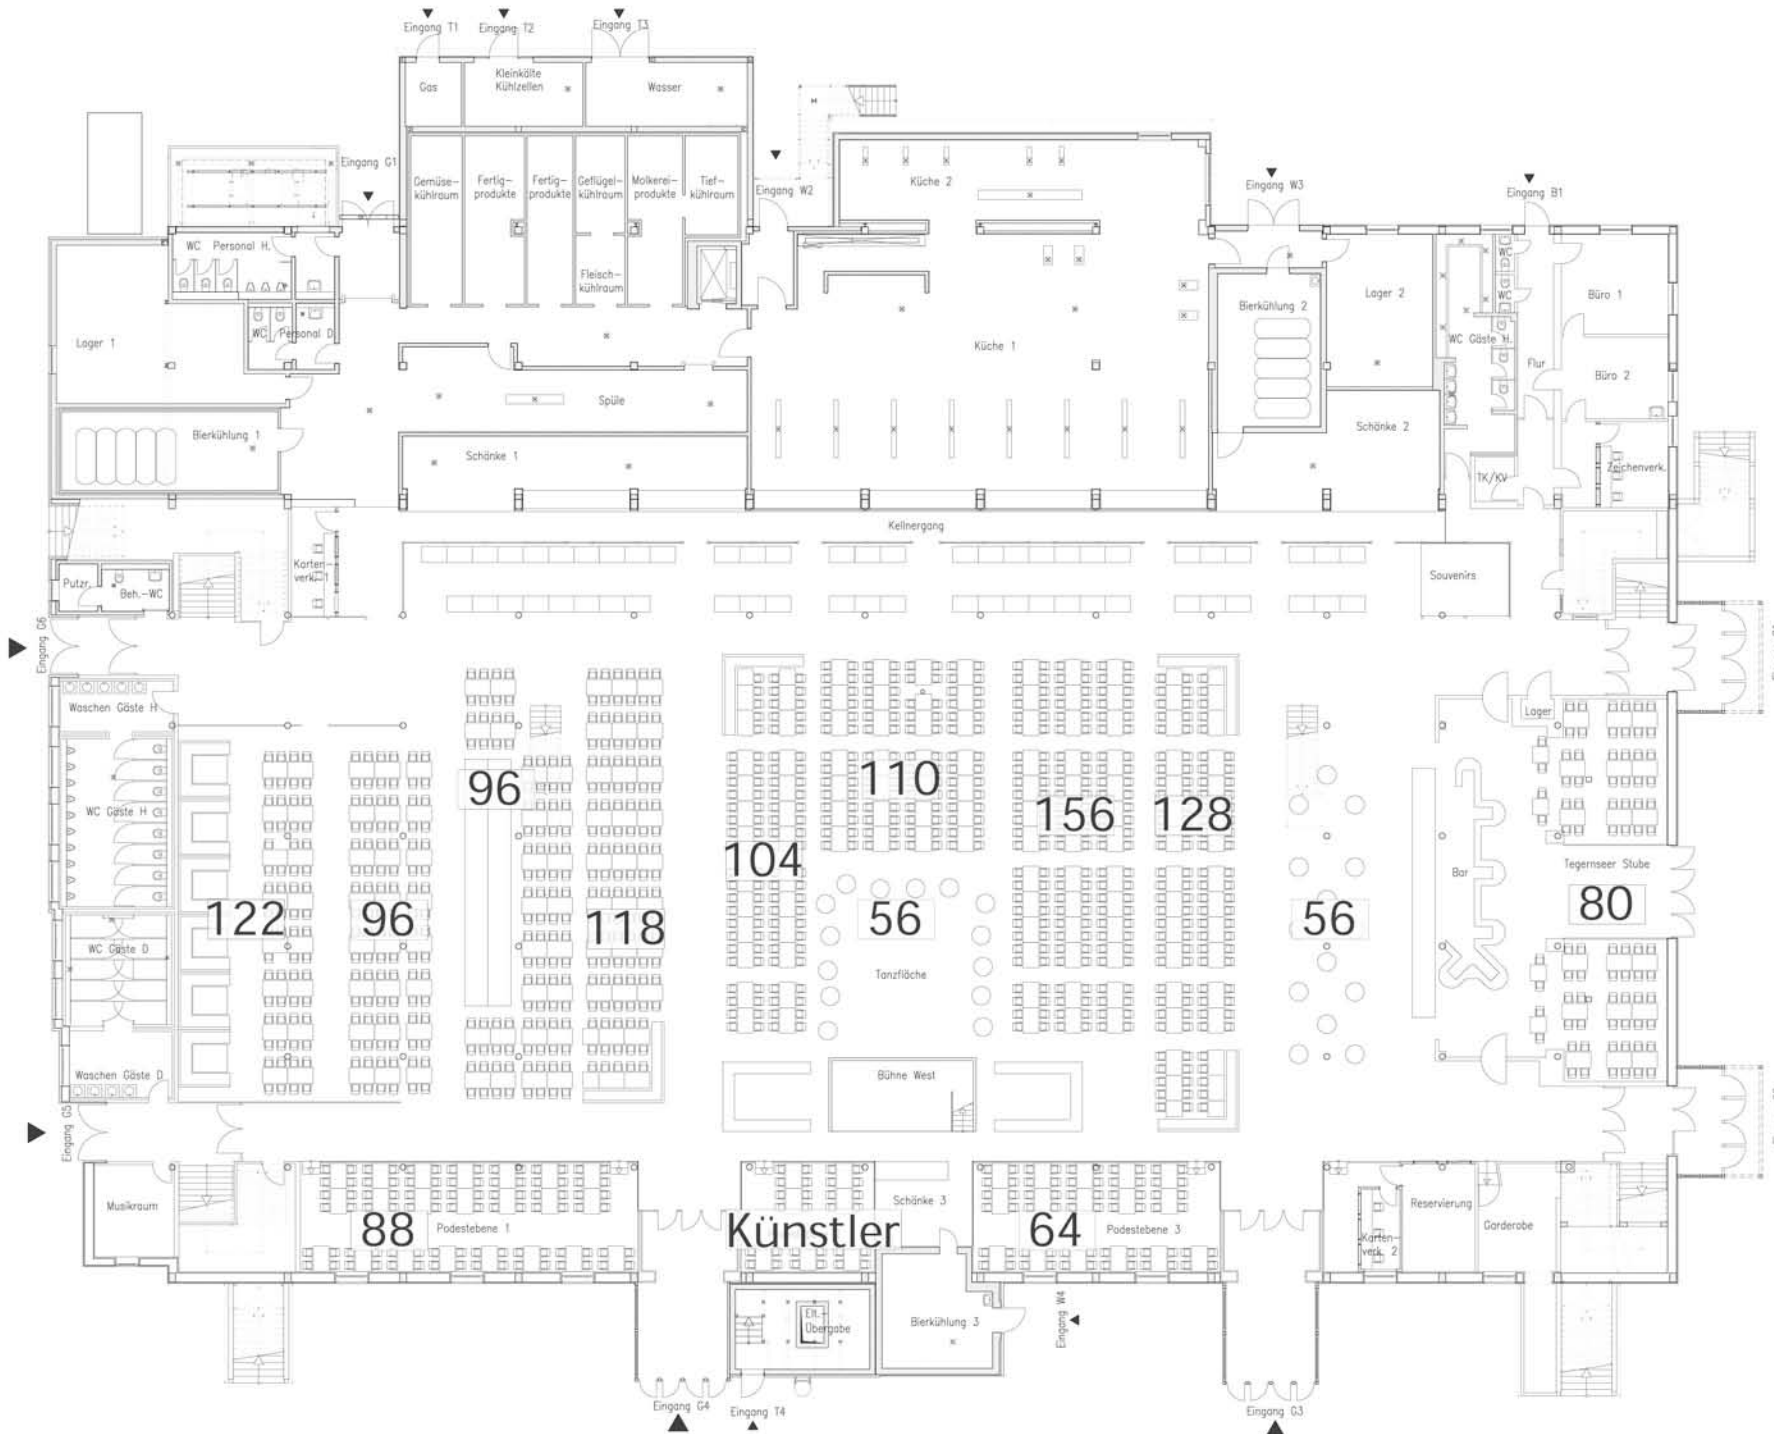 Eingang T1
Eingang T2
Eingang T3
Gas
Kleinkälte
Kühlzellen
Wasser
Eingang G1
Gemüse-
kühlraum
Fertig-
produkte
Fertig-
produkte
Geflügel-
kühlraum
Molkerei-
produkte
Tief-
kühlraum
Eingang W2
Küche 2
Eingang W3
Eingang B1
WC Personal H.
Fleisch-
kühlraum
WC Personal D
Lager 1
Küche 1
Bierkühlung 2
Lager 2
WC
WC
WC Gäste H.
Flur
Büro 1
Büro 2
Spüle
Bierkühlung 1
Schänke 1
Schänke 2
TK/KV
Zeichenverk.
Kellnergang
Karten-
verk. 1
Putzr.
Beh.-WC
Souvenirs
Eingang G6
Waschen Gäste H
Lager
96
110
156
128
WC Gäste H
104
Bar
Tegernseer Stube
122
96
118
56
56
80
WC Gäste D
Tanzfläche
Waschen Gäste D
Bühne West
Eingang G5
Musikraum
88
Podestebene 1
Künstler
Schänke 3
64
Podestebene 3
Karten-
verk. 2
Reservierung
Garderobe
Elt.-
Übergabe
Bierkühlung 3
Eingang W4
Eingang G4
Eingang T4
Eingang G3